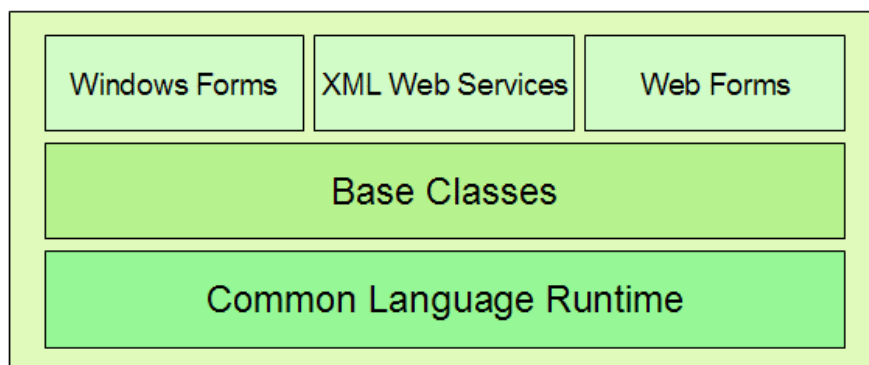 Windows Forms
XML Web Services
Web Forms
Base Classes
Common Language Runtime